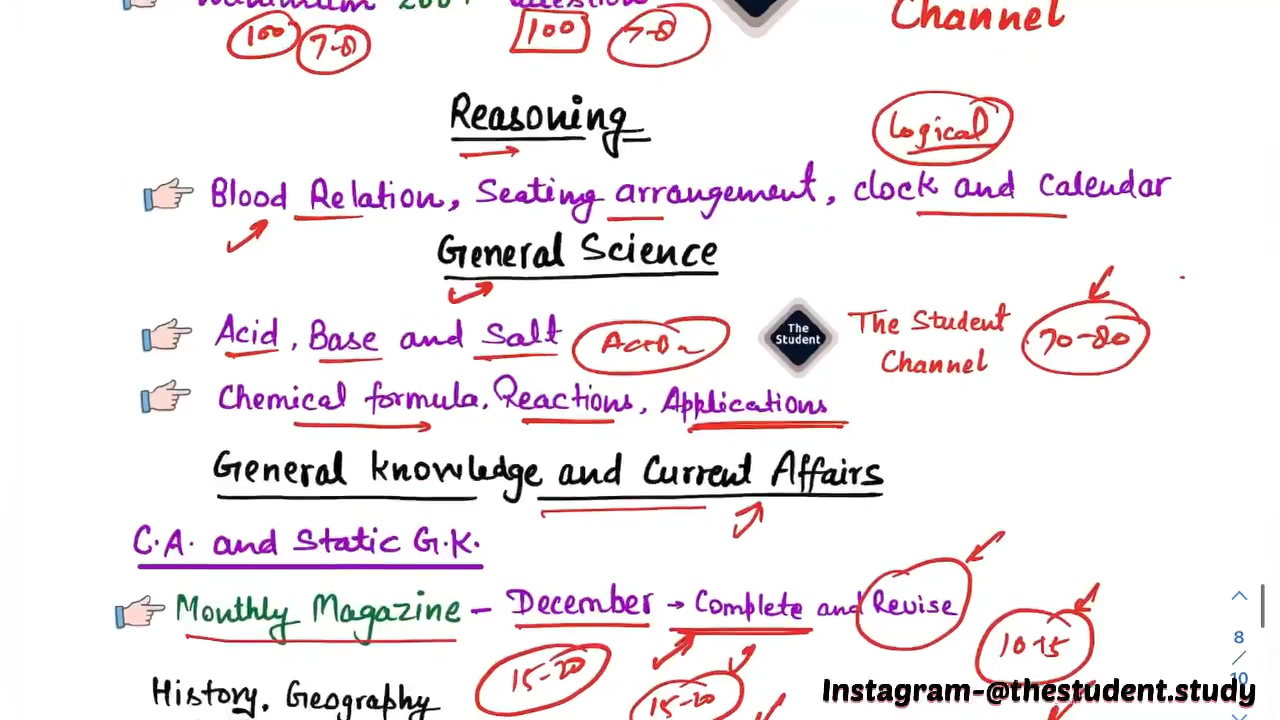 Channel
100 7-8 100 7-8
Reasoning
Logical
Blood Relation, Seating arrangement, clock and calendar
General Science
Acid, Base and Salt
The Student
The Student Channel
70-80
Chemical formula, Reactions, Applications
General knowledge and Current Affairs
C.A. and Static G.K.
Monthly Magazine - December → Complete and Revise
10-15
15-20 15-20
History, Geography
Instagram-@thestudent.study
8
/
10